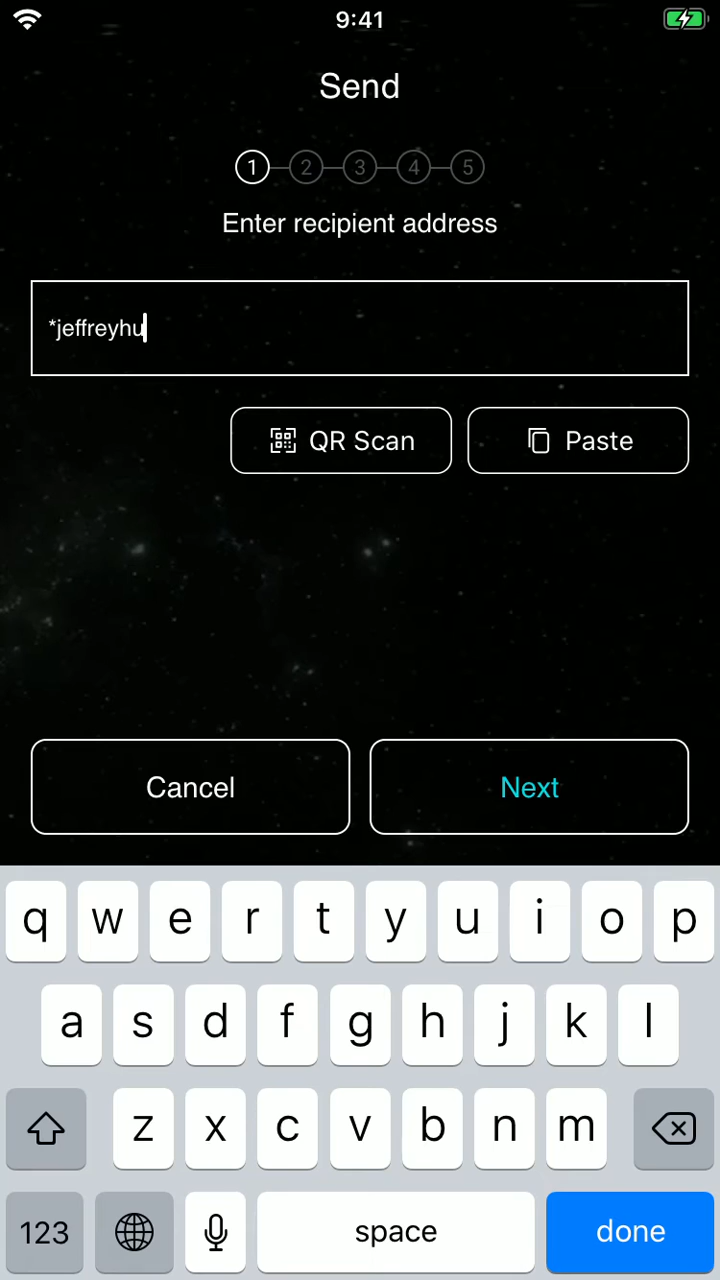 9:41
Send
1 2 3 4 5
Enter recipient address
*jeffreyhu
QR Scan Paste
Cancel Next
q w e r t y u i o p
a s d f g h j k l
z x c v b n m
123 space done